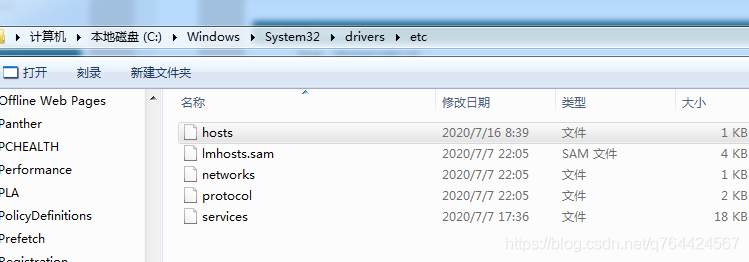 计算机 ▸ 本地磁盘 (C:) ▸ Windows ▸ System32 ▸ drivers ▸ etc
打开 刻录 新建文件夹
Offline Web Pages
Panther
PCHEALTH
Performance
PLA
PolicyDefinitions
Prefetch
Registration
名称 修改日期 类型 大小
hosts 2020/7/16 8:39 文件 1 KB
lmhosts.sam 2020/7/7 22:05 SAM 文件 4 KB
networks 2020/7/7 22:05 文件 1 KB
protocol 2020/7/7 22:05 文件 2 KB
services 2020/7/7 17:36 文件 18 KB
https://blog.csdn.net/q764424567